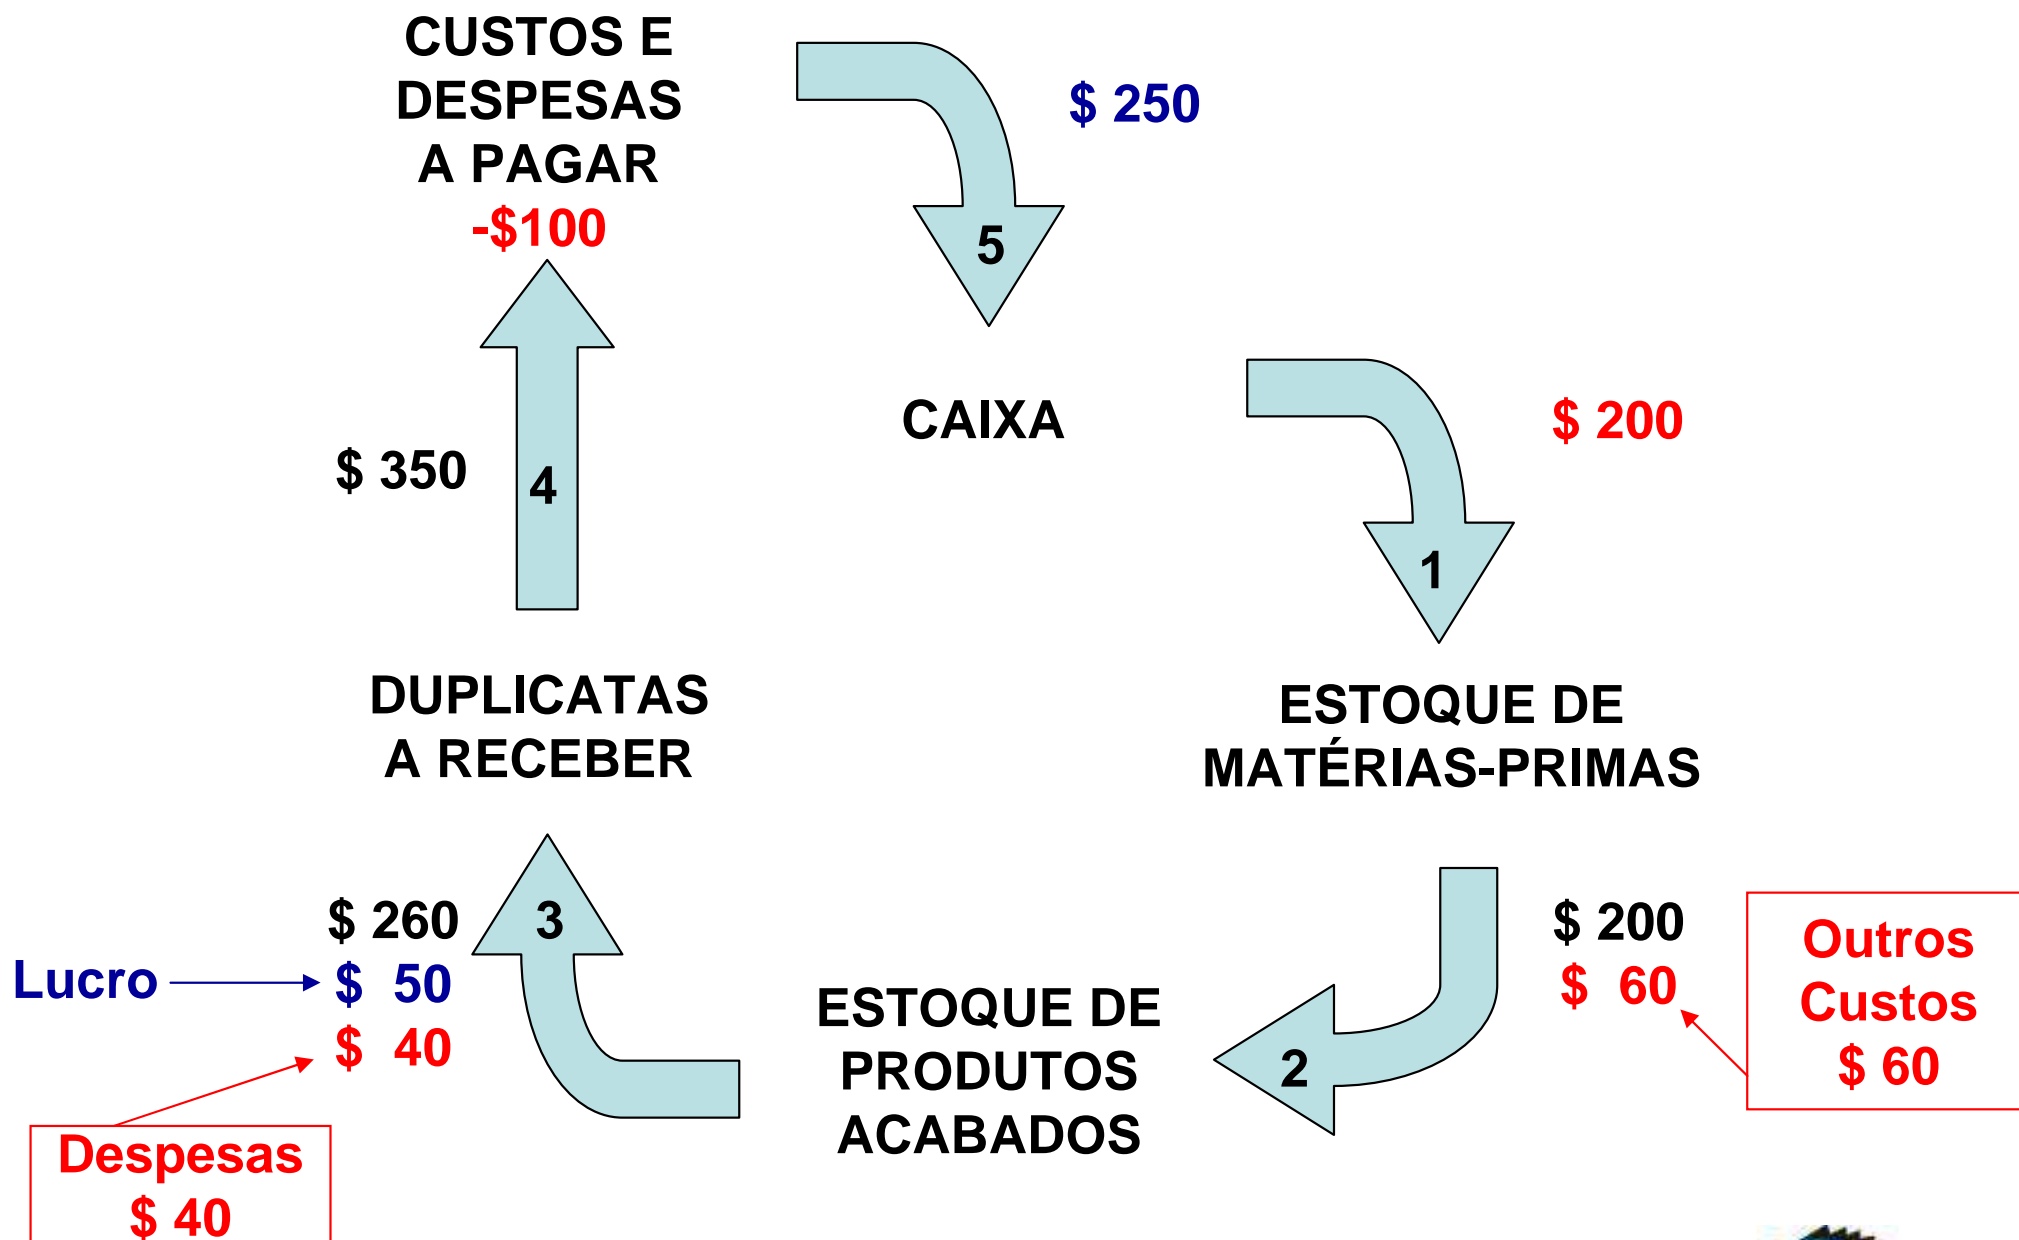 CUSTOS E
DESPESAS
A PAGAR
-$100
$ 250
5
CAIXA
$ 200
$ 350
4
1
DUPLICATAS
A RECEBER
ESTOQUE DE
MATÉRIAS-PRIMAS
$ 260
3
Lucro
$ 50
$ 40
Despesas
$ 40
ESTOQUE DE
PRODUTOS
ACABADOS
2
$ 200
$ 60
Outros
Custos
$ 60